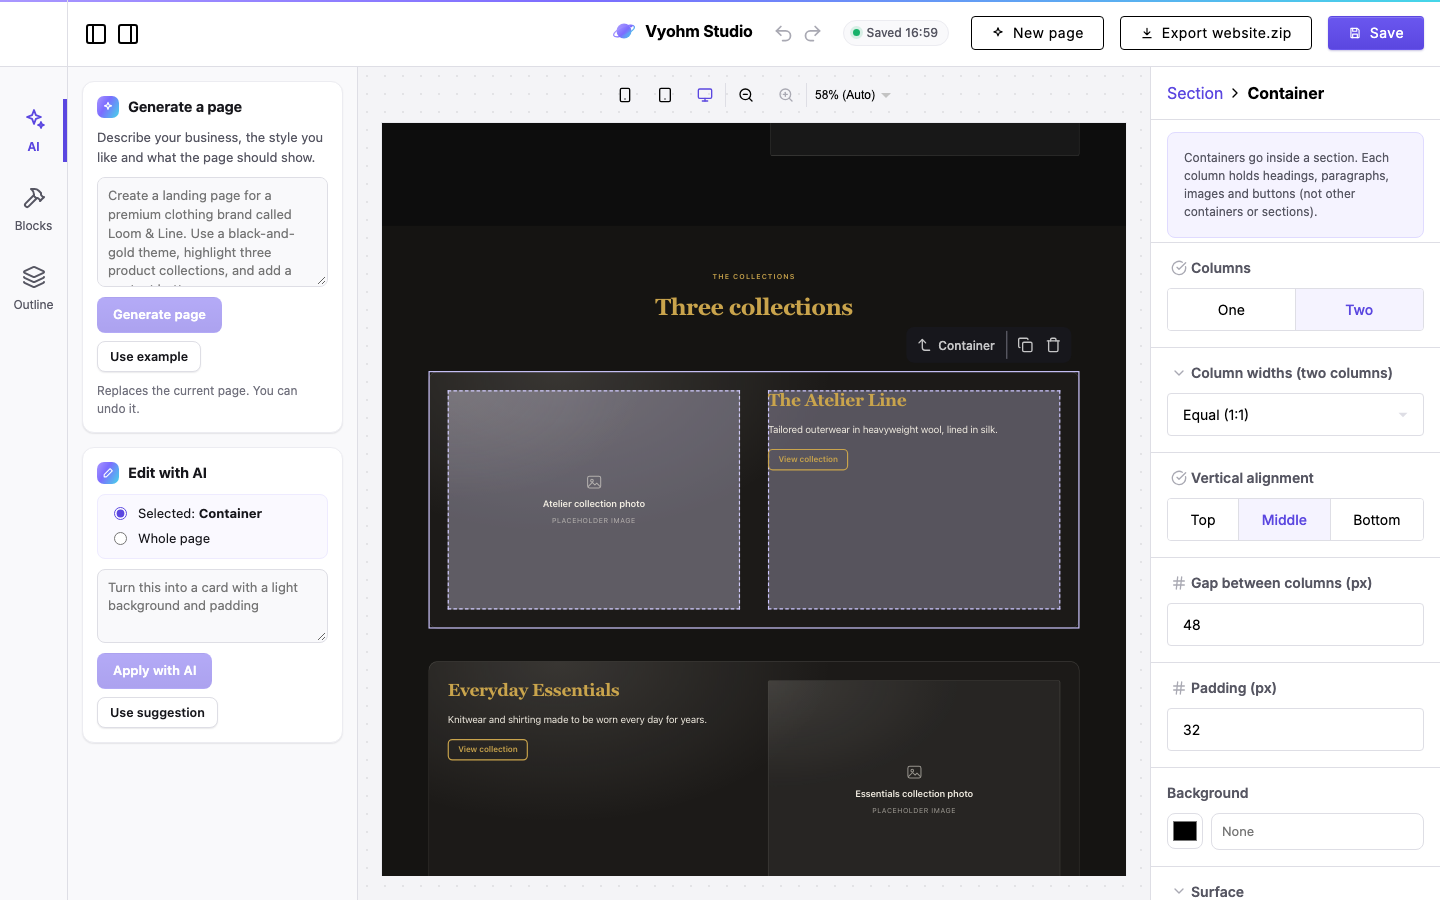 Vyohm Studio
Saved 16:59
New page
Export website.zip
Save
AI
Blocks
Outline
Generate a page
Describe your business, the style you
like and what the page should show.
Create a landing page for a
premium clothing brand called
Loom & Line. Use a black-and-
gold theme, highlight three
product collections, and add a
Generate page
Use example
Replaces the current page. You can
undo it.
Edit with AI
Selected: Container
Whole page
Turn this into a card with a light
background and padding
Apply with AI
Use suggestion
58% (Auto)
THE COLLECTIONS
Three collections
Container
Atelier collection photo
PLACEHOLDER IMAGE
The Atelier Line
Tailored outerwear in heavyweight wool, lined in silk.
View collection
Everyday Essentials
Knitwear and shirting made to be worn every day for years.
View collection
Essentials collection photo
PLACEHOLDER IMAGE
Section > Container
Containers go inside a section. Each
column holds headings, paragraphs,
images and buttons (not other
containers or sections).
Columns
One
Two
Column widths (two columns)
Equal (1:1)
Vertical alignment
Top
Middle
Bottom
Gap between columns (px)
48
Padding (px)
32
Background
None
Surface